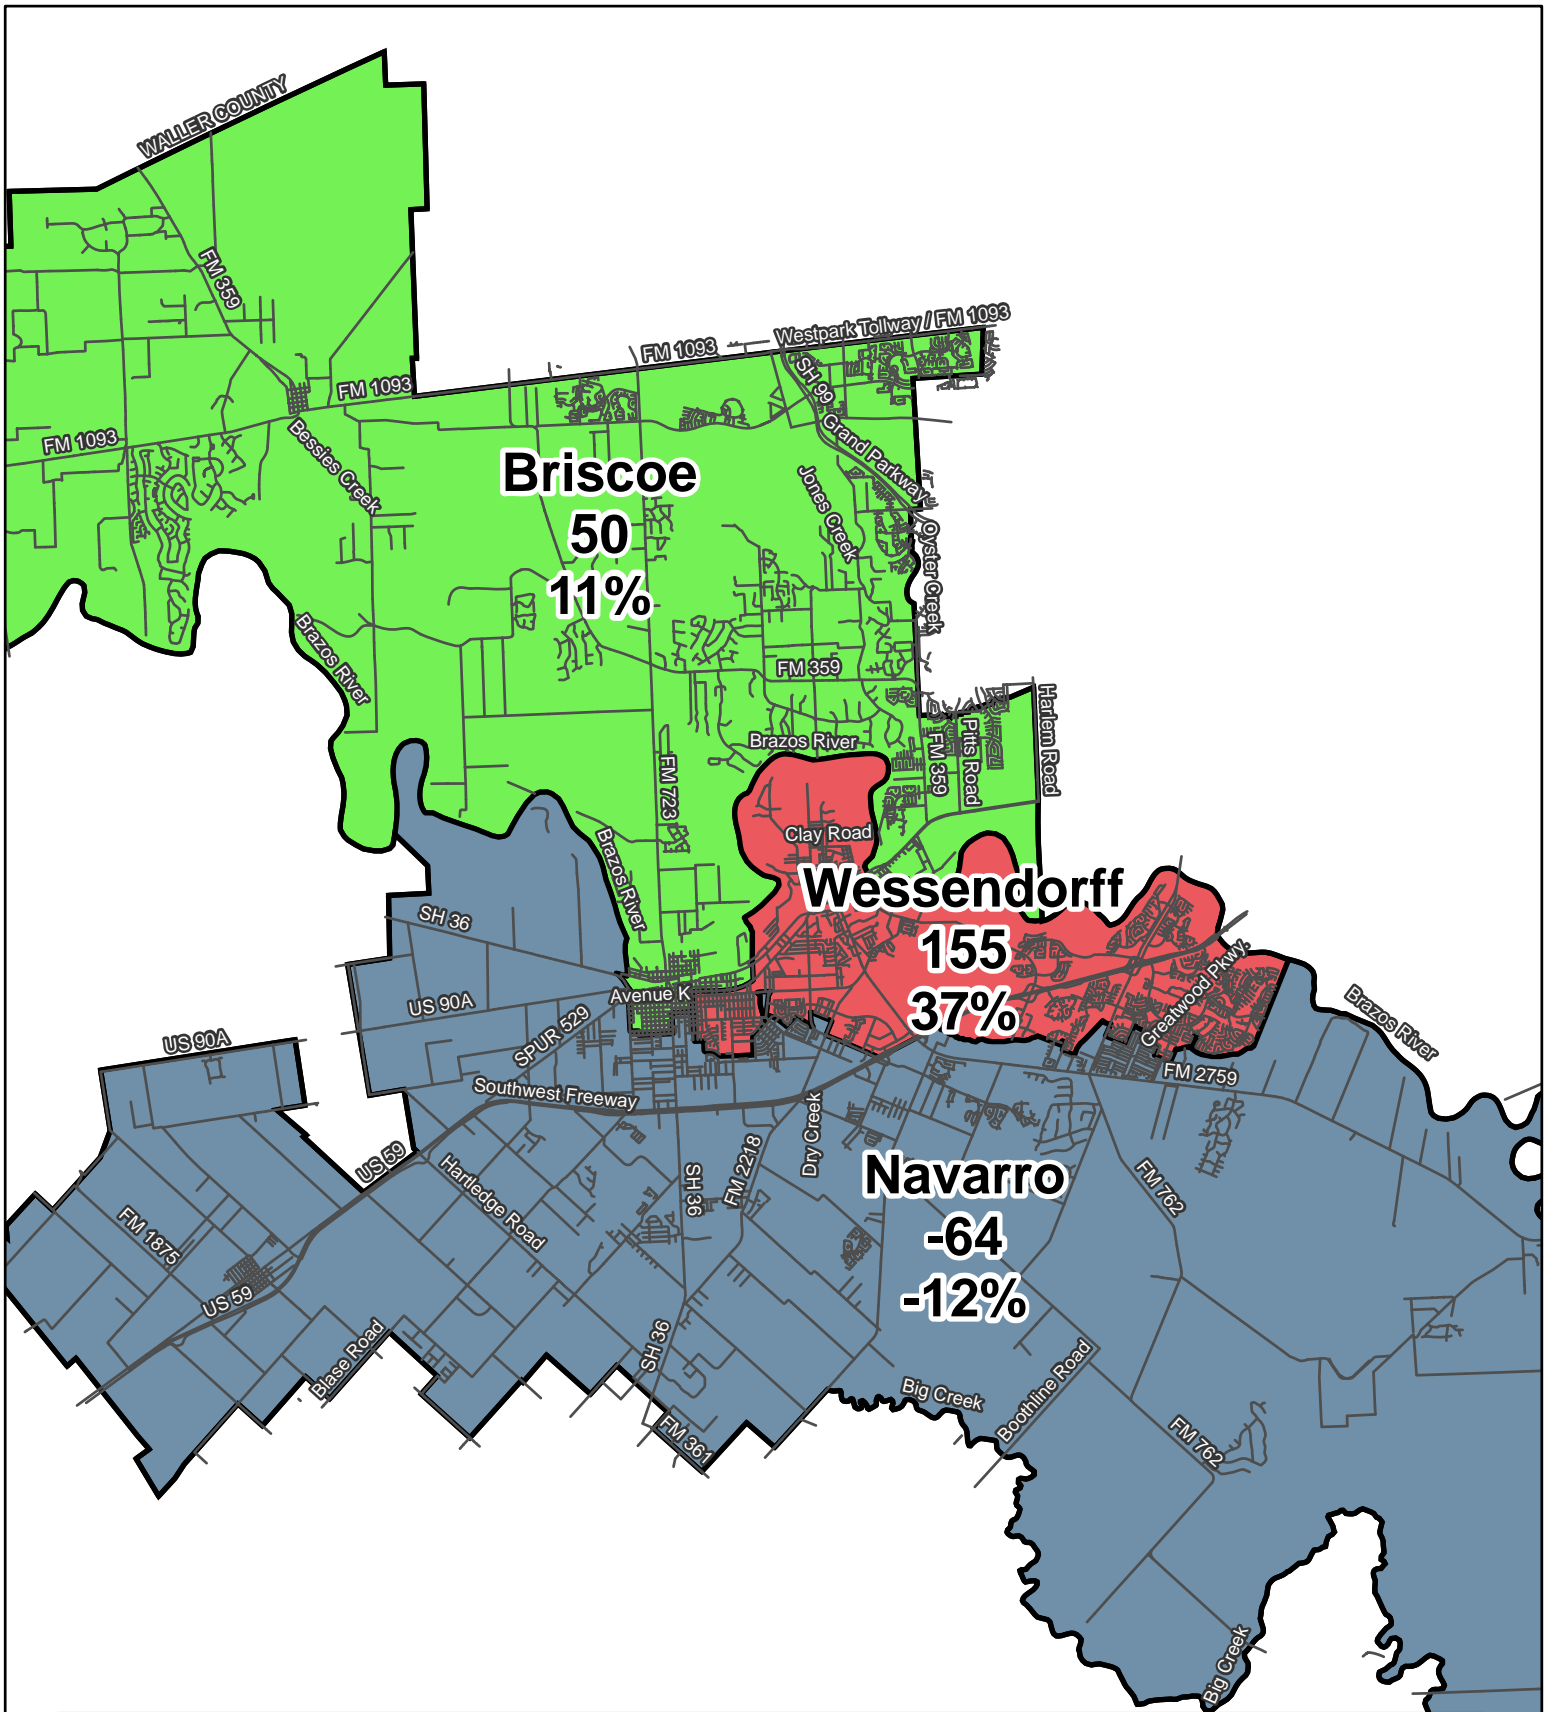 WALLER COUNTY
FM 359
Westpark Tollway / FM 1093
FM 1093
FM 1093
SH 99
FM 1093
Grand Parkway
Bessies Creek
Briscoe
50
11%
Jones Creek
Oyster Creek
Brazos River
FM 359
Harlem Road
Pitts Road
FM 359
Brazos River
FM 723
Clay Road
Brazos River
Wessendorff
155
37%
SH 36
Avenue K
US 90A
SPUR 529
US 90A
Greatwood Pkwy.
Brazos River
FM 2759
Southwest Freeway
Dry Creek
US 59
Hartledge Road
SH 36
FM 2218
Navarro
-64
-12%
FM 762
FM 1875
US 59
Blase Road
SH 36
Big Creek
Boothline Road
FM 361
FM 762
Big Creek